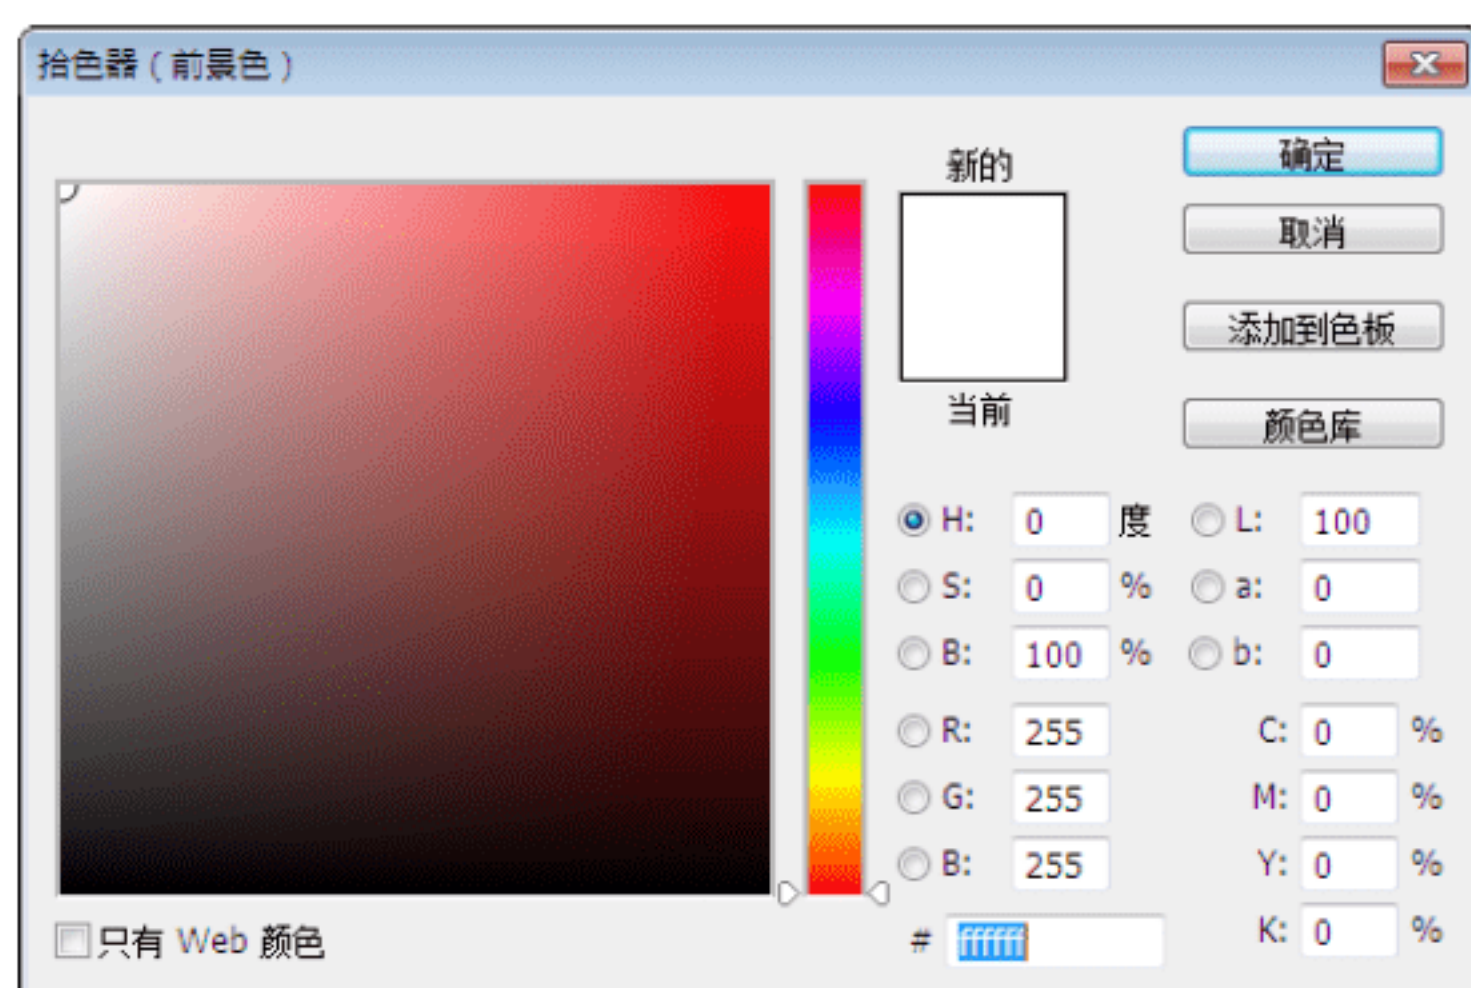 拾色器（前景色）
新的
当前
确定
取消
添加到色板
颜色库
H: 0 度
S: 0 %
B: 100 %
R: 255
G: 255
B: 255
# ffffff
L: 100
a: 0
b: 0
C: 0 %
M: 0 %
Y: 0 %
K: 0 %
只有 Web 颜色